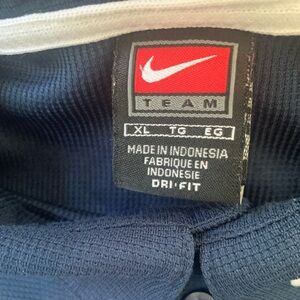 TEAM
XL TG EG
MADE IN INDONESIA
FABRIQUE EN
INDONESIE
DRI•FIT